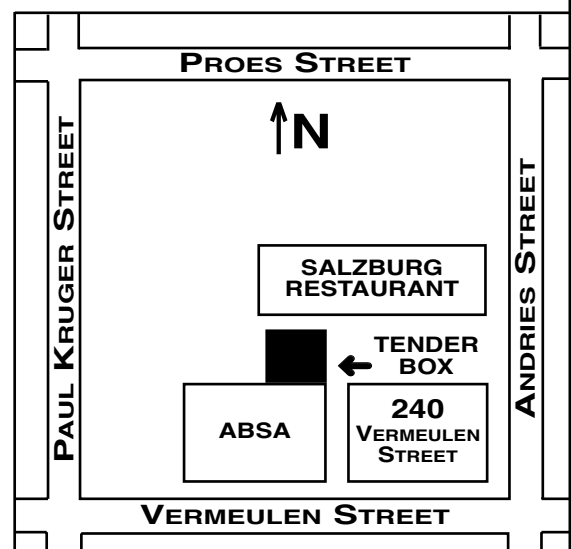 PROES STREET
N
PAUL KRUGER STREET
ANDRIES STREET
SALZBURG
RESTAURANT
TENDER
BOX
ABSA
240
VERMEULEN
STREET
VERMEULEN STREET